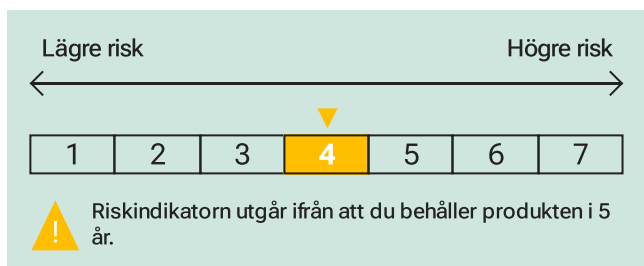 Lägre risk Högre risk
1 2 3 4 5 6 7
! Riskindikatorn utgår ifrån att du behåller produkten i 5
år.